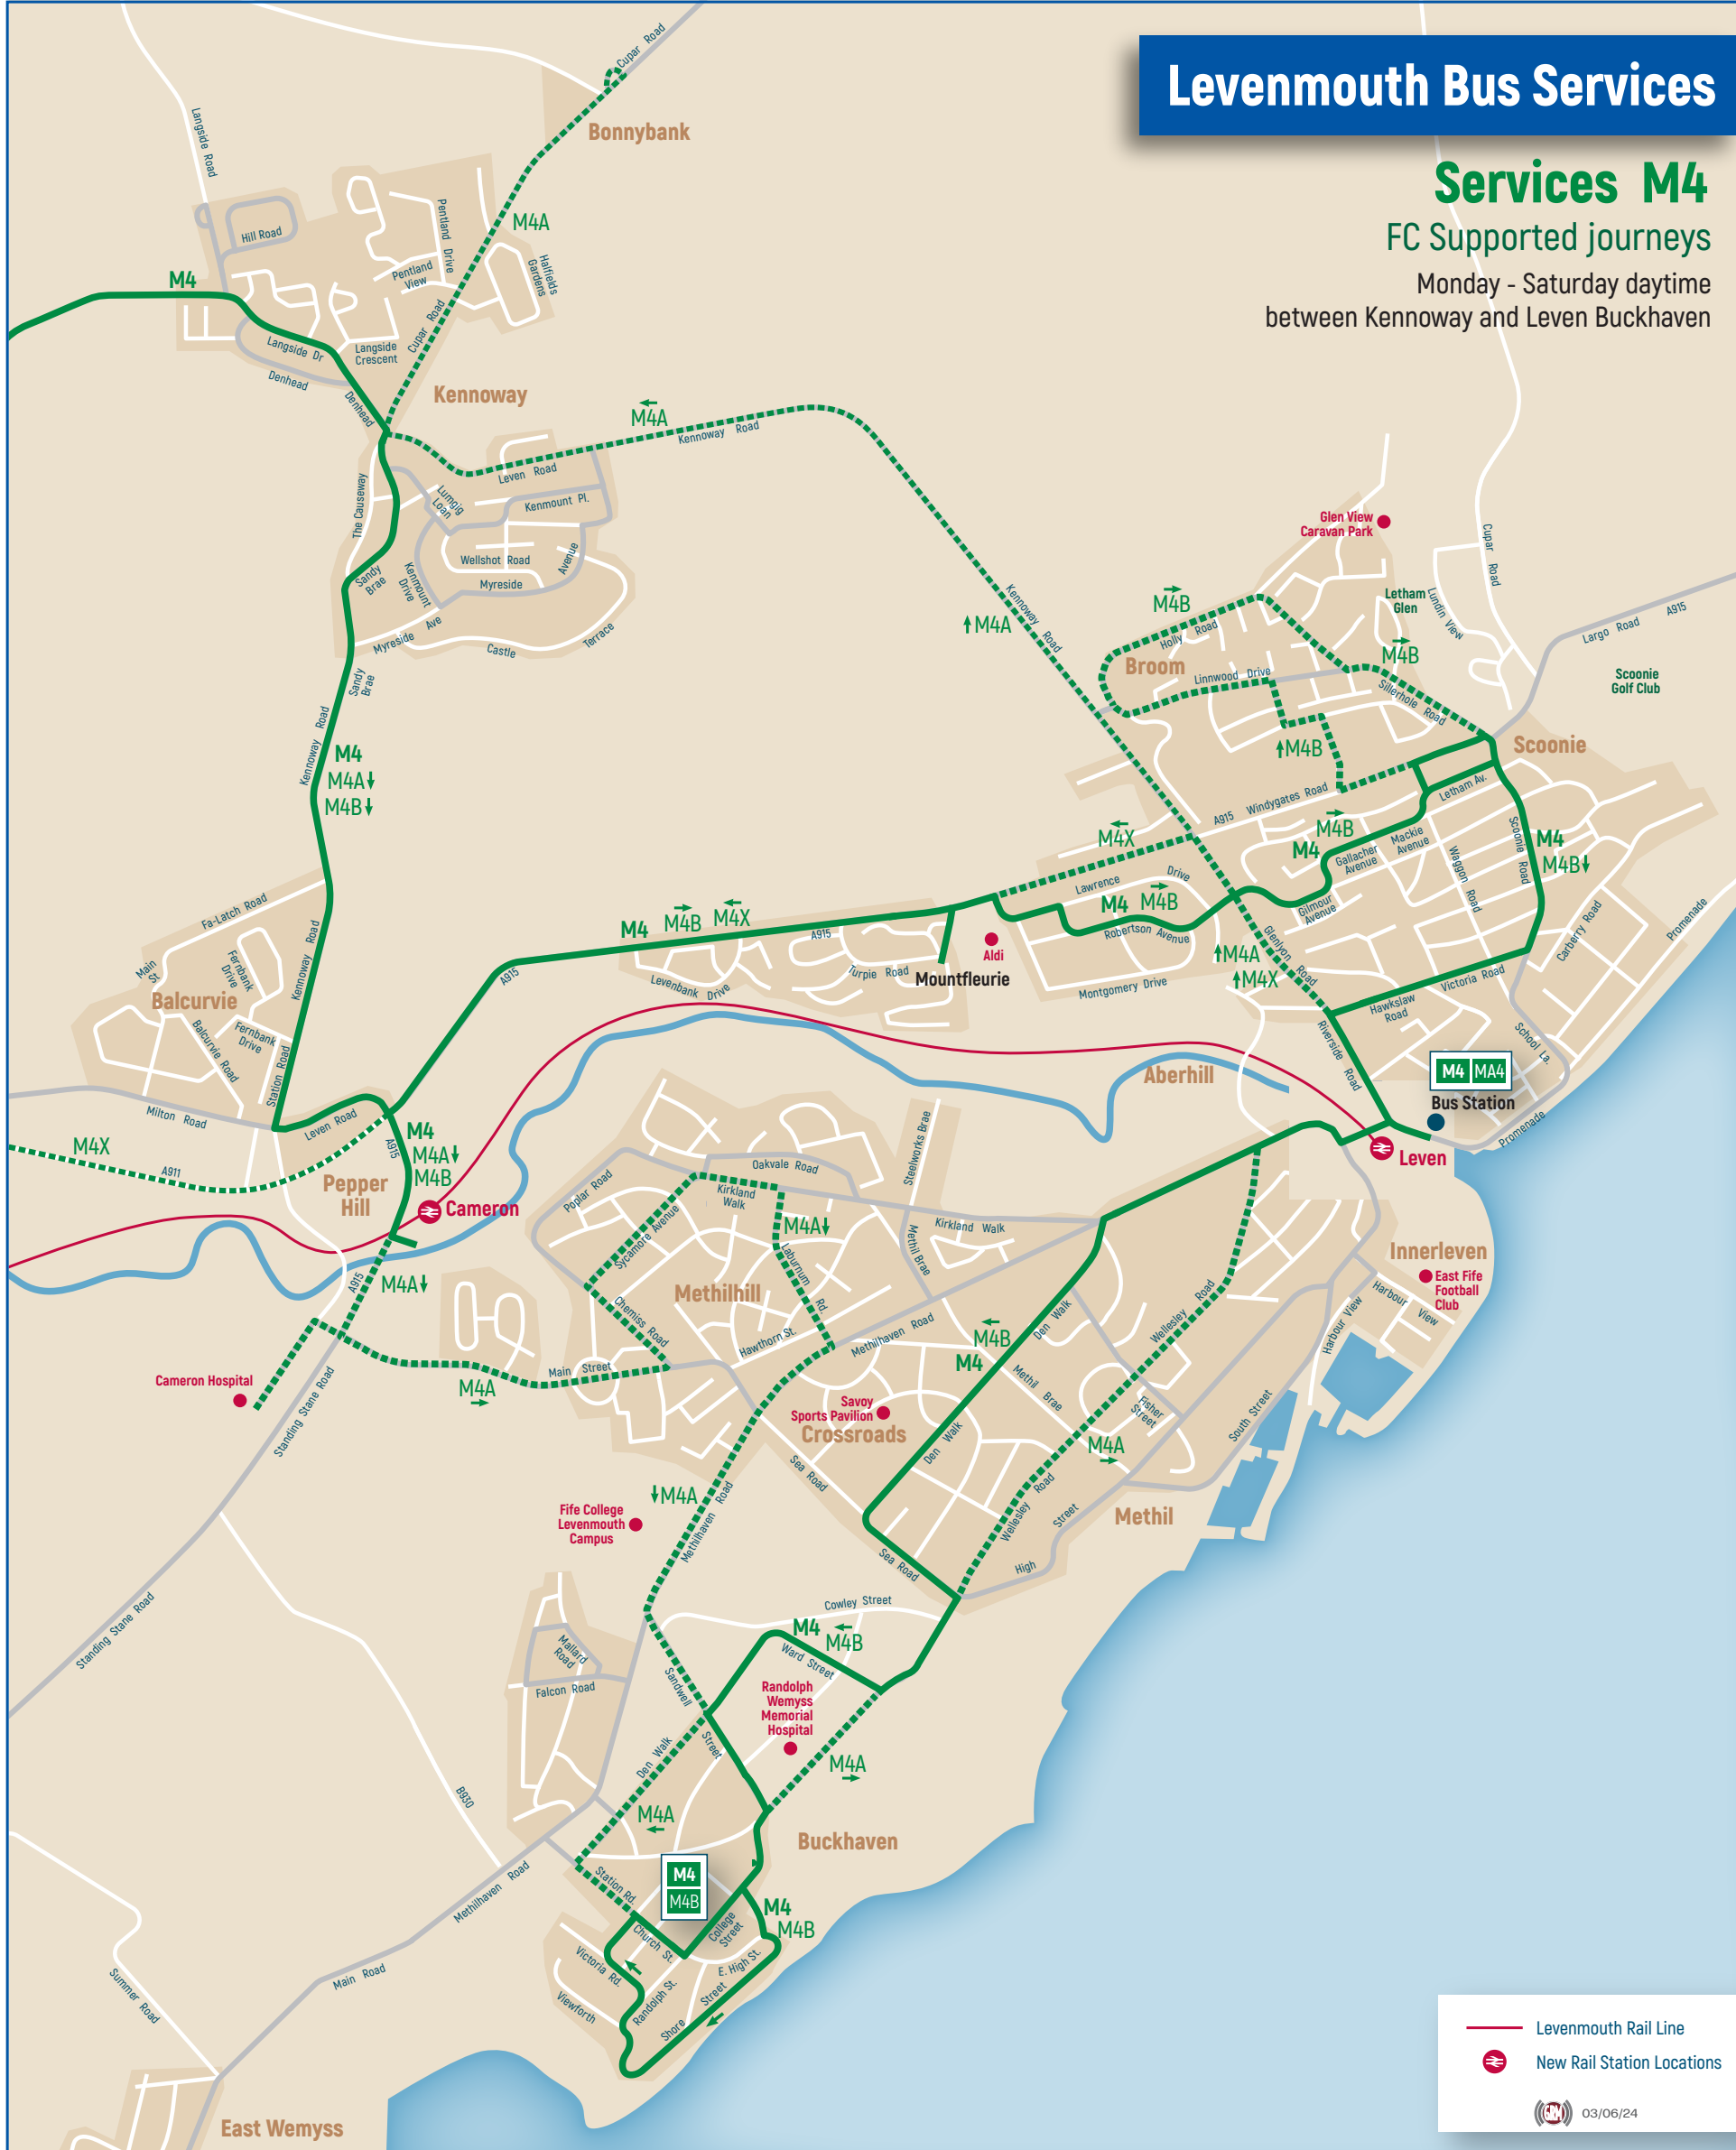 Levenmouth Bus Services
Services M4
FC Supported journeys
Monday - Saturday daytime
between Kennoway and Leven Buckhaven
Cupar Road
Bonnybank
Langside Road
Hill Road
Pentland Drive
Pentland
View
Halfields
Gardens
M4A
M4
Cupar Road
Langside Dr
Langside
Crescent
Denhead
Denhead
Kennoway
M4A
Kennoway Road
Leven Road
The Causeway
Lumgig
Loan
Kenmount Pl.
Wellshot Road
Avenue
Myreside
Sandy
Brae
Kenmount
Drive
Myreside Ave
Castle
Terrace
Sandy
Brae
Kennoway Road
M4
M4A
M4B
M4A
Kennoway Road
Glen View
Caravan Park
Letham
Glen
Lundin View
Cupar Road
Largo Road
A915
Scoonie
Golf Club
M4B
Holly Road
Broom
Linnwood Drive
M4B
Sillerhole Road
M4B
Scoonie
A915 Windygates Road
Letham Av.
M4B
M4
Gallacher
Avenue
Mackie
Avenue
Waggon Road
Scoonie Road
M4
M4B
M4X
Lawrence Drive
M4
M4B
Robertson Avenue
Gilmour
Avenue
Carberry Road
Promenade
M4
M4B
M4X
A915
A915
Levenbank Drive
Turpie Road
Aldi
Mountfleurie
Montgomery Drive
M4A
M4X
Glenlyon Road
Victoria Road
Hawkslaw
Road
School La.
Riverside Road
M4
MA4
Bus Station
Promenade
Leven
Aberhill
Fa-Latch Road
Main
St
Fernbank
Drive
Kennoway Road
Balcurvie
Balcurvie Road
Fernbank
Drive
Station Road
Milton Road
Leven Road
A915
M4
M4A
M4B
M4X
A911
Pepper
Hill
Cameron
M4A
A915
Cameron Hospital
Standing Stane Road
M4A
Main Street
Poplar Road
Oakvale Road
Steelworks Brae
Kirkland
Walk
Sycamore Avenue
M4A
Laburnum Rd.
Methil Brae
Kirkland Walk
Methilhill
Chemiss Road
Hawthorn St.
Methilhaven Road
M4B
M4
Den Walk
Wellesley Road
Innerleven
East Fife
Football
Club
Harbour View
Harbour View
Savoy
Sports Pavilion
Crossroads
Methil Brae
Fisher
Street
South Street
Den Walk
M4A
Sea Road
Wellesley Road
Methil
M4A
Methilhaven Road
Fife College
Levenmouth
Campus
Sea Road
High Street
Standing Stane Road
Cowley Street
M4
M4B
Ward Street
Mallard
Road
Falcon Road
Sandwell Street
Randolph
Wemyss
Memorial
Hospital
Den Walk
M4A
M4A
B930
Buckhaven
M4
M4B
Station Rd.
Methilhaven Road
Church St.
College
Street
M4
M4B
Victoria Rd.
E. High St.
Randolph St.
Shore Street
Viewforth
Main Road
Summer Road
East Wemyss
Levenmouth Rail Line
New Rail Station Locations
03/06/24